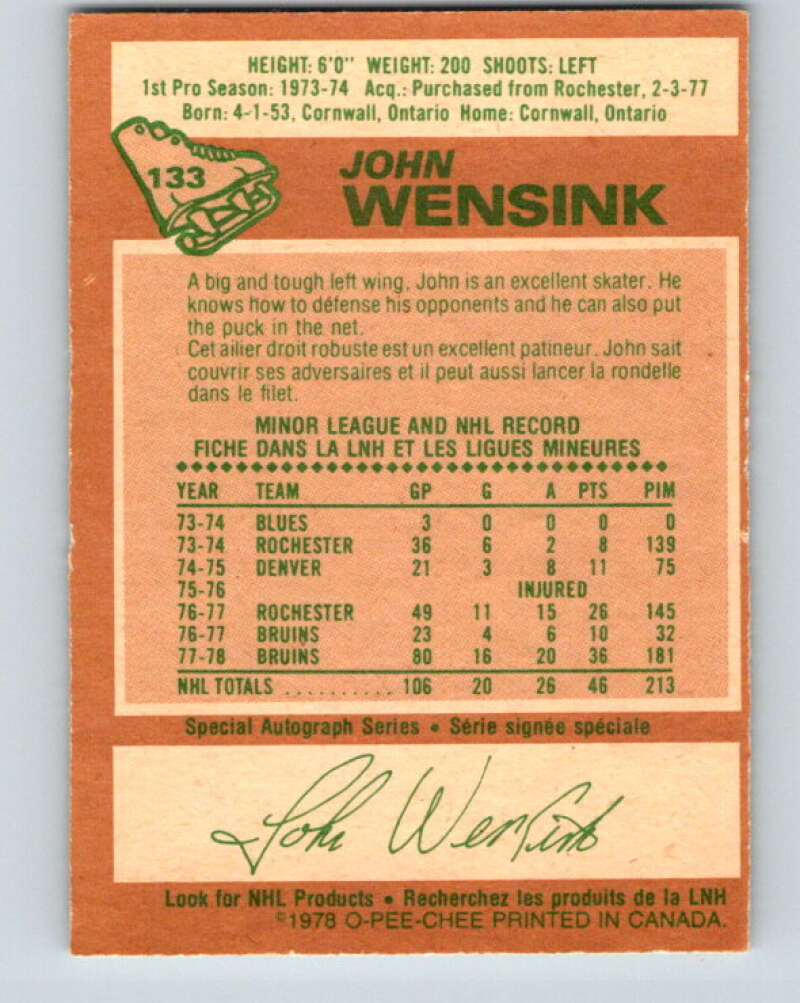 HEIGHT: 6'0" WEIGHT: 200 SHOOTS: LEFT
1st Pro Season: 1973-74 Acq.: Purchased from Rochester, 2-3-77
Born: 4-1-53, Cornwall, Ontario Home: Cornwall, Ontario
133
JOHN
WENSINK
A big and tough left wing, John is an excellent skater. He
knows how to défense his opponents and he can also put
the puck in the net.
Cet ailier droit robuste est un excellent patineur. John sait
couvrir ses adversaires et il peut aussi lancer la rondelle
dans le filet.
MINOR LEAGUE AND NHL RECORD
FICHE DANS LA LNH ET LES LIGUES MINEURES
YEAR TEAM GP G A PTS PIM
73-74 BLUES 3 0 0 0 0
73-74 ROCHESTER 36 6 2 8 139
74-75 DENVER 21 3 8 11 75
75-76 INJURED
76-77 ROCHESTER 49 11 15 26 145
76-77 BRUINS 23 4 6 10 32
77-78 BRUINS 80 16 20 36 181
NHL TOTALS .......... 106 20 26 46 213
Special Autograph Series • Série signée spéciale
John Wensink
Look for NHL Products • Recherchez les produits de la LNH
©1978 O-PEE-CHEE PRINTED IN CANADA.